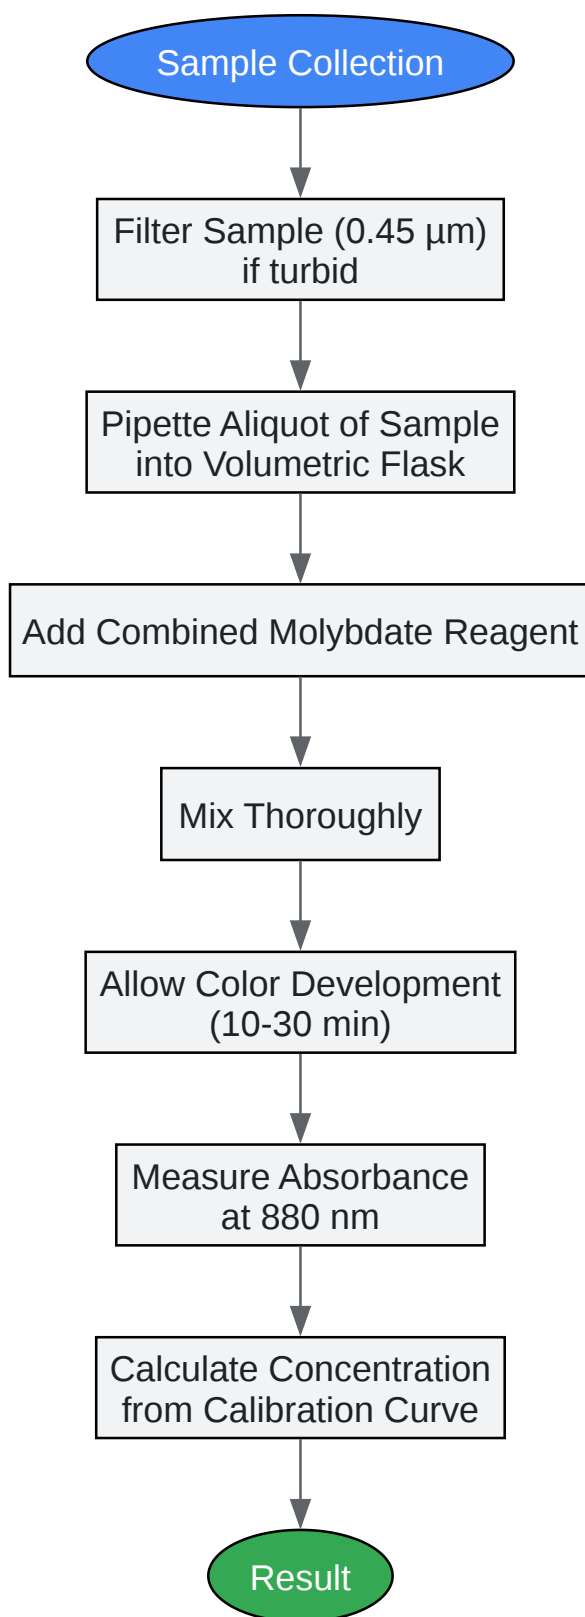 Sample Collection
Filter Sample (0.45 µm)
if turbid
Pipette Aliquot of Sample
into Volumetric Flask
Add Combined Molybdate Reagent
Mix Thoroughly
Allow Color Development
(10-30 min)
Measure Absorbance
at 880 nm
Calculate Concentration
from Calibration Curve
Result